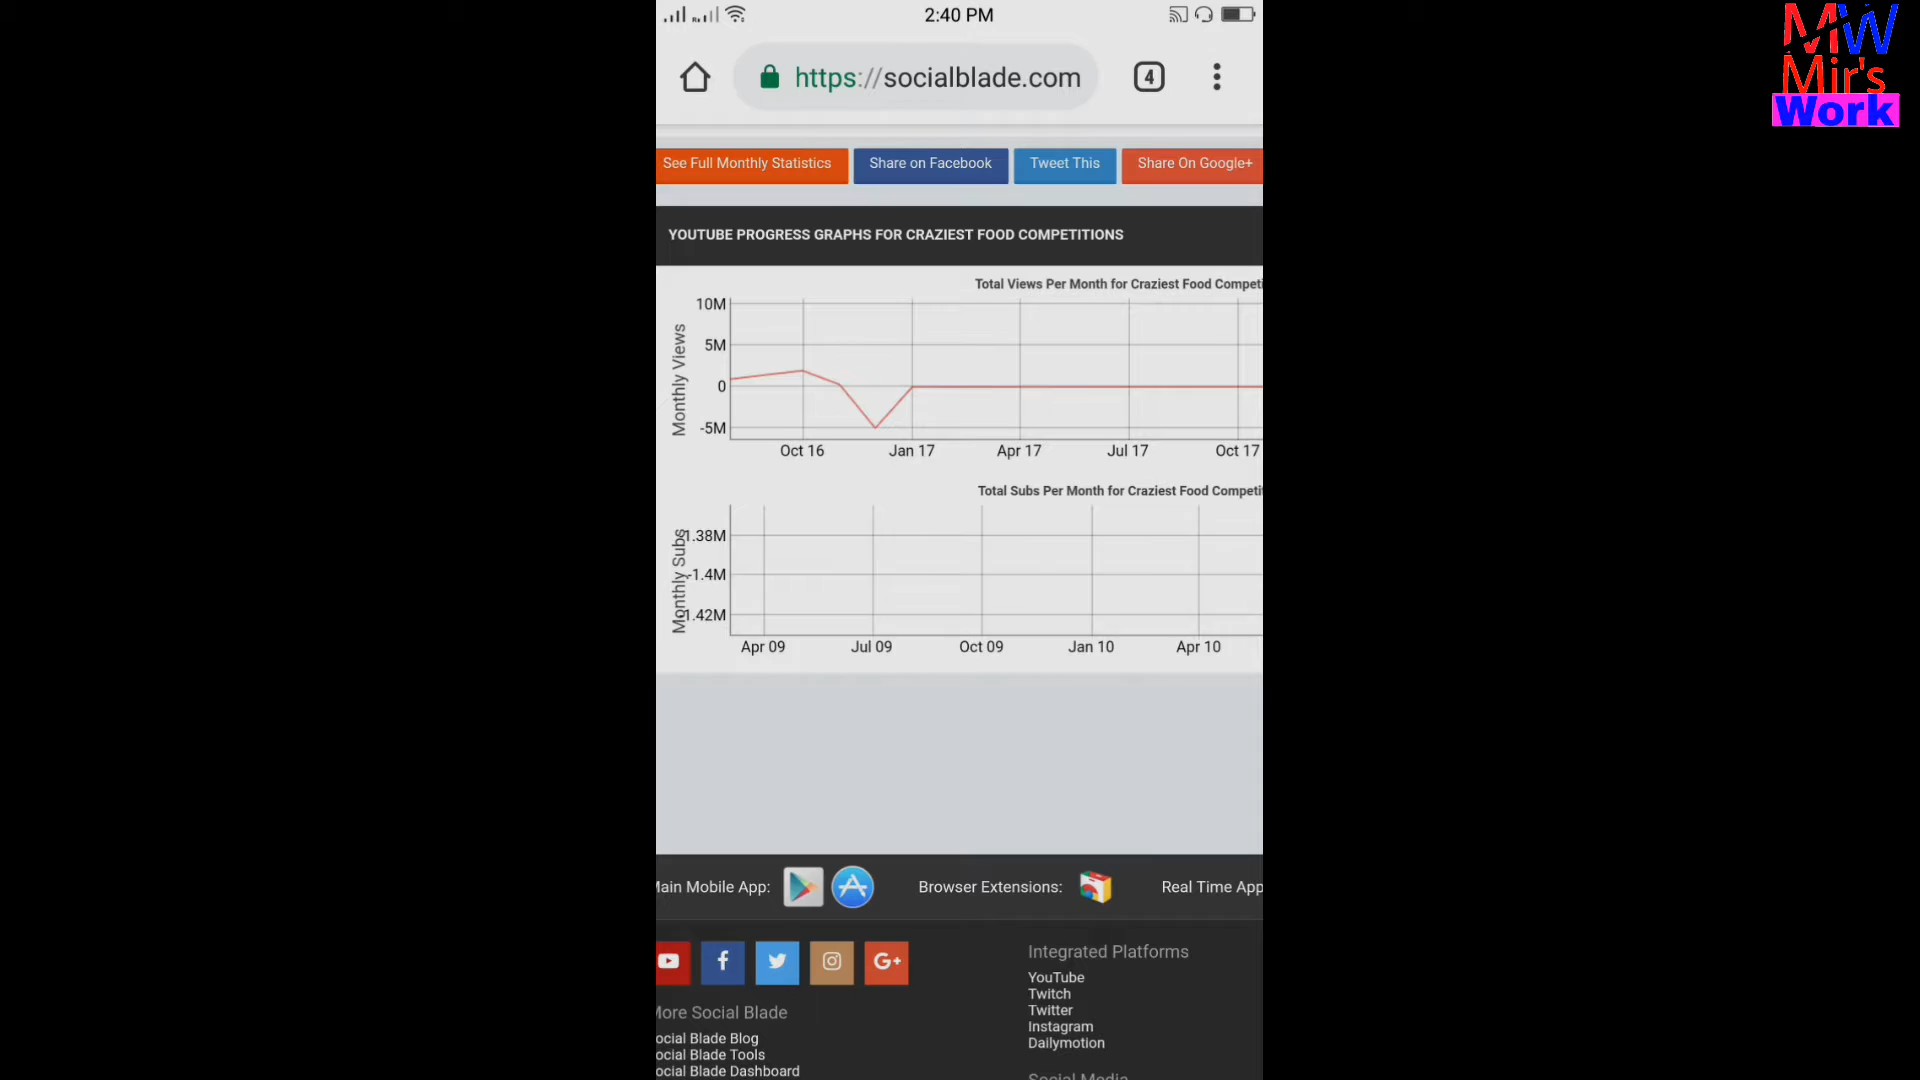 2:40 PM
MW
Mir's
Work
https://socialblade.com
4
See Full Monthly Statistics
Share on Facebook
Tweet This
Share On Google+
YOUTUBE PROGRESS GRAPHS FOR CRAZIEST FOOD COMPETITIONS
Total Views Per Month for Craziest Food Competi
Monthly Views
10M
5M
0
-5M
Oct 16
Jan 17
Apr 17
Jul 17
Oct 17
Total Subs Per Month for Craziest Food Competi
Monthly Subs
1.38M
-1.4M
1.42M
Apr 09
Jul 09
Oct 09
Jan 10
Apr 10
Main Mobile App:
Browser Extensions:
Real Time App
G+
Integrated Platforms
YouTube
Twitch
Twitter
Instagram
Dailymotion
More Social Blade
ocial Blade Blog
ocial Blade Tools
ocial Blade Dashboard
Social Media